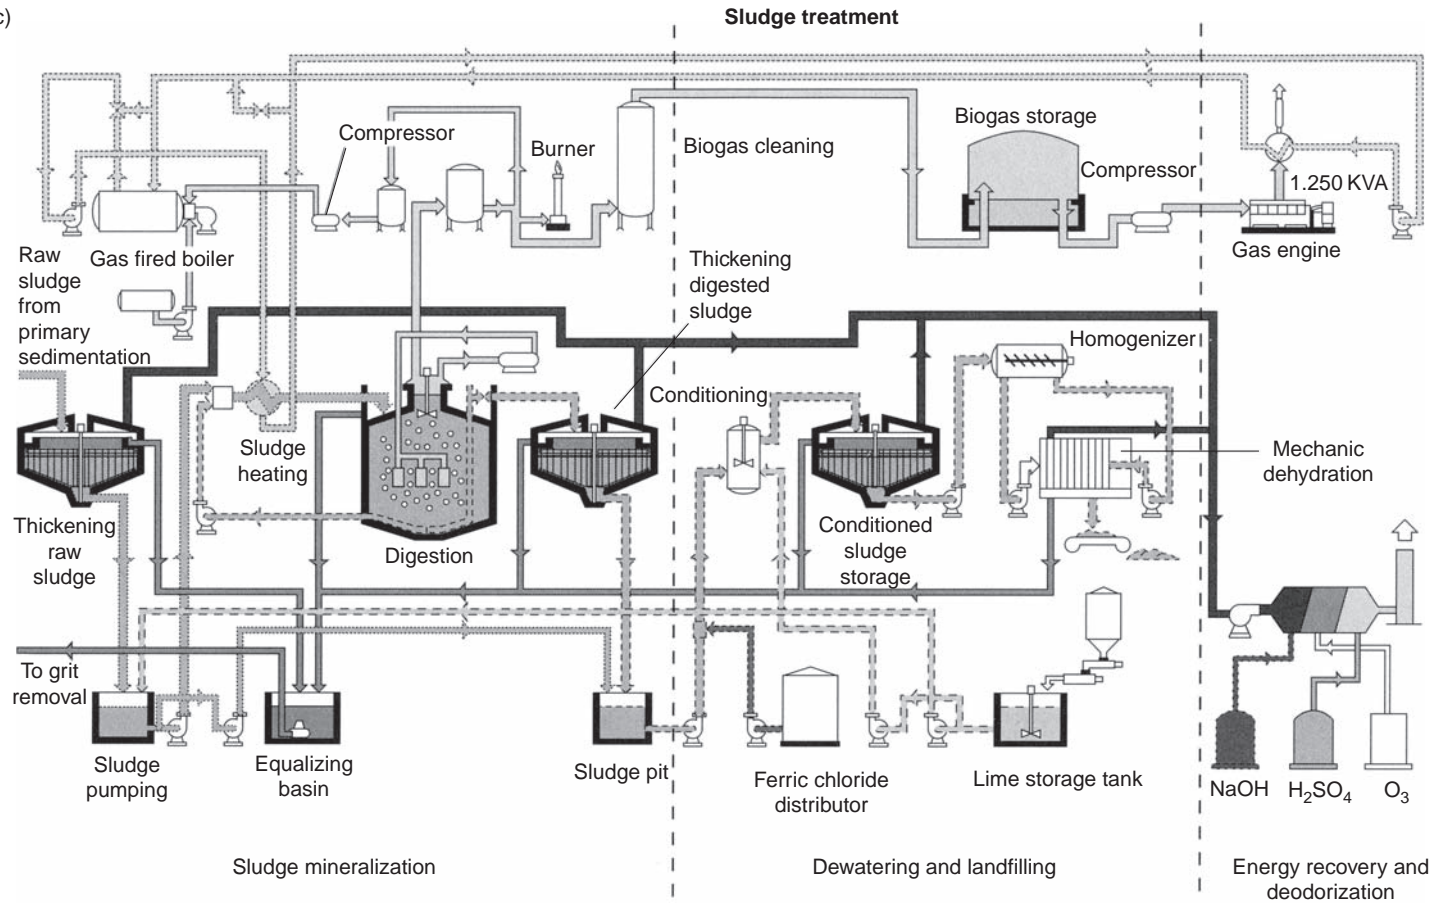 c)
Sludge treatment
Compressor
Burner
Biogas cleaning
Biogas storage
Compressor
1.250 KVA
Gas engine
Raw
sludge
from
primary
sedimentation
Gas fired boiler
Thickening
digested
sludge
Homogenizer
Conditioning
Sludge
heating
Mechanic
dehydration
Thickening
raw
sludge
Digestion
Conditioned
sludge
storage
To grit
removal
Sludge
pumping
Equalizing
basin
Sludge pit
Ferric chloride
distributor
Lime storage tank
NaOH
H₂SO₄
O₃
Sludge mineralization
Dewatering and landfilling
Energy recovery and
deodorization